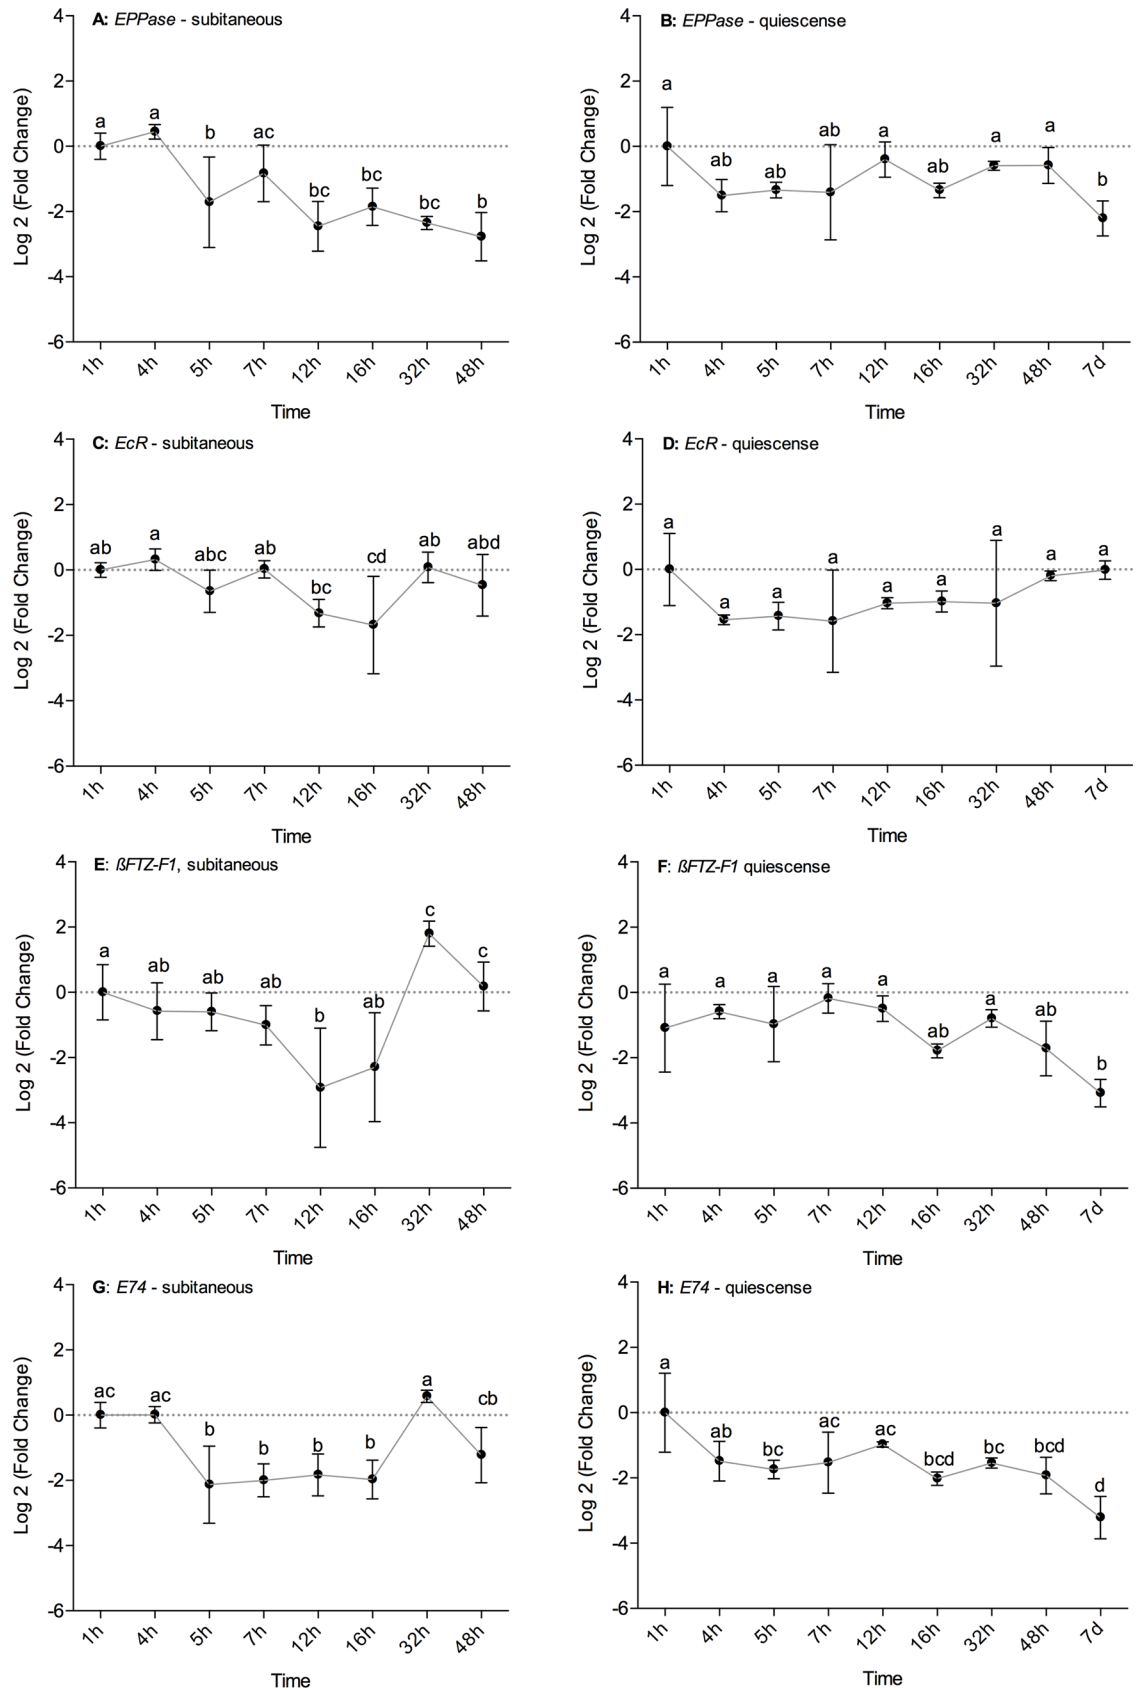 A: EPPase - subitaneous
4
2
0
-2
-4
-6
Log 2 (Fold Change)
a
a
b
ac
bc
bc
bc
b
1h
4h
5h
7h
12h
16h
32h
48h
Time
B: EPPase - quiescense
4
2
0
-2
-4
-6
Log 2 (Fold Change)
a
ab
ab
ab
a
ab
a
a
b
1h
4h
5h
7h
12h
16h
32h
48h
7d
Time
C: EcR - subitaneous
4
2
0
-2
-4
-6
Log 2 (Fold Change)
ab
a
abc
ab
bc
cd
ab
abd
1h
4h
5h
7h
12h
16h
32h
48h
Time
D: EcR - quiescense
4
2
0
-2
-4
-6
Log 2 (Fold Change)
a
a
a
a
a
a
a
a
a
1h
4h
5h
7h
12h
16h
32h
48h
7d
Time
E: ßFTZ-F1, subitaneous
4
2
0
-2
-4
-6
Log 2 (Fold Change)
a
ab
ab
ab
b
ab
c
c
1h
4h
5h
7h
12h
16h
32h
48h
Time
F: ßFTZ-F1 quiescense
4
2
0
-2
-4
-6
Log 2 (Fold Change)
a
a
a
a
a
ab
a
ab
b
1h
4h
5h
7h
12h
16h
32h
48h
7d
Time
G: E74 - subitaneous
4
2
0
-2
-4
-6
Log 2 (Fold Change)
ac
ac
b
b
b
b
a
cb
1h
4h
5h
7h
12h
16h
32h
48h
Time
H: E74 - quiescense
4
2
0
-2
-4
-6
Log 2 (Fold Change)
a
ab
bc
ac
ac
bcd
bc
bcd
d
1h
4h
5h
7h
12h
16h
32h
48h
7d
Time